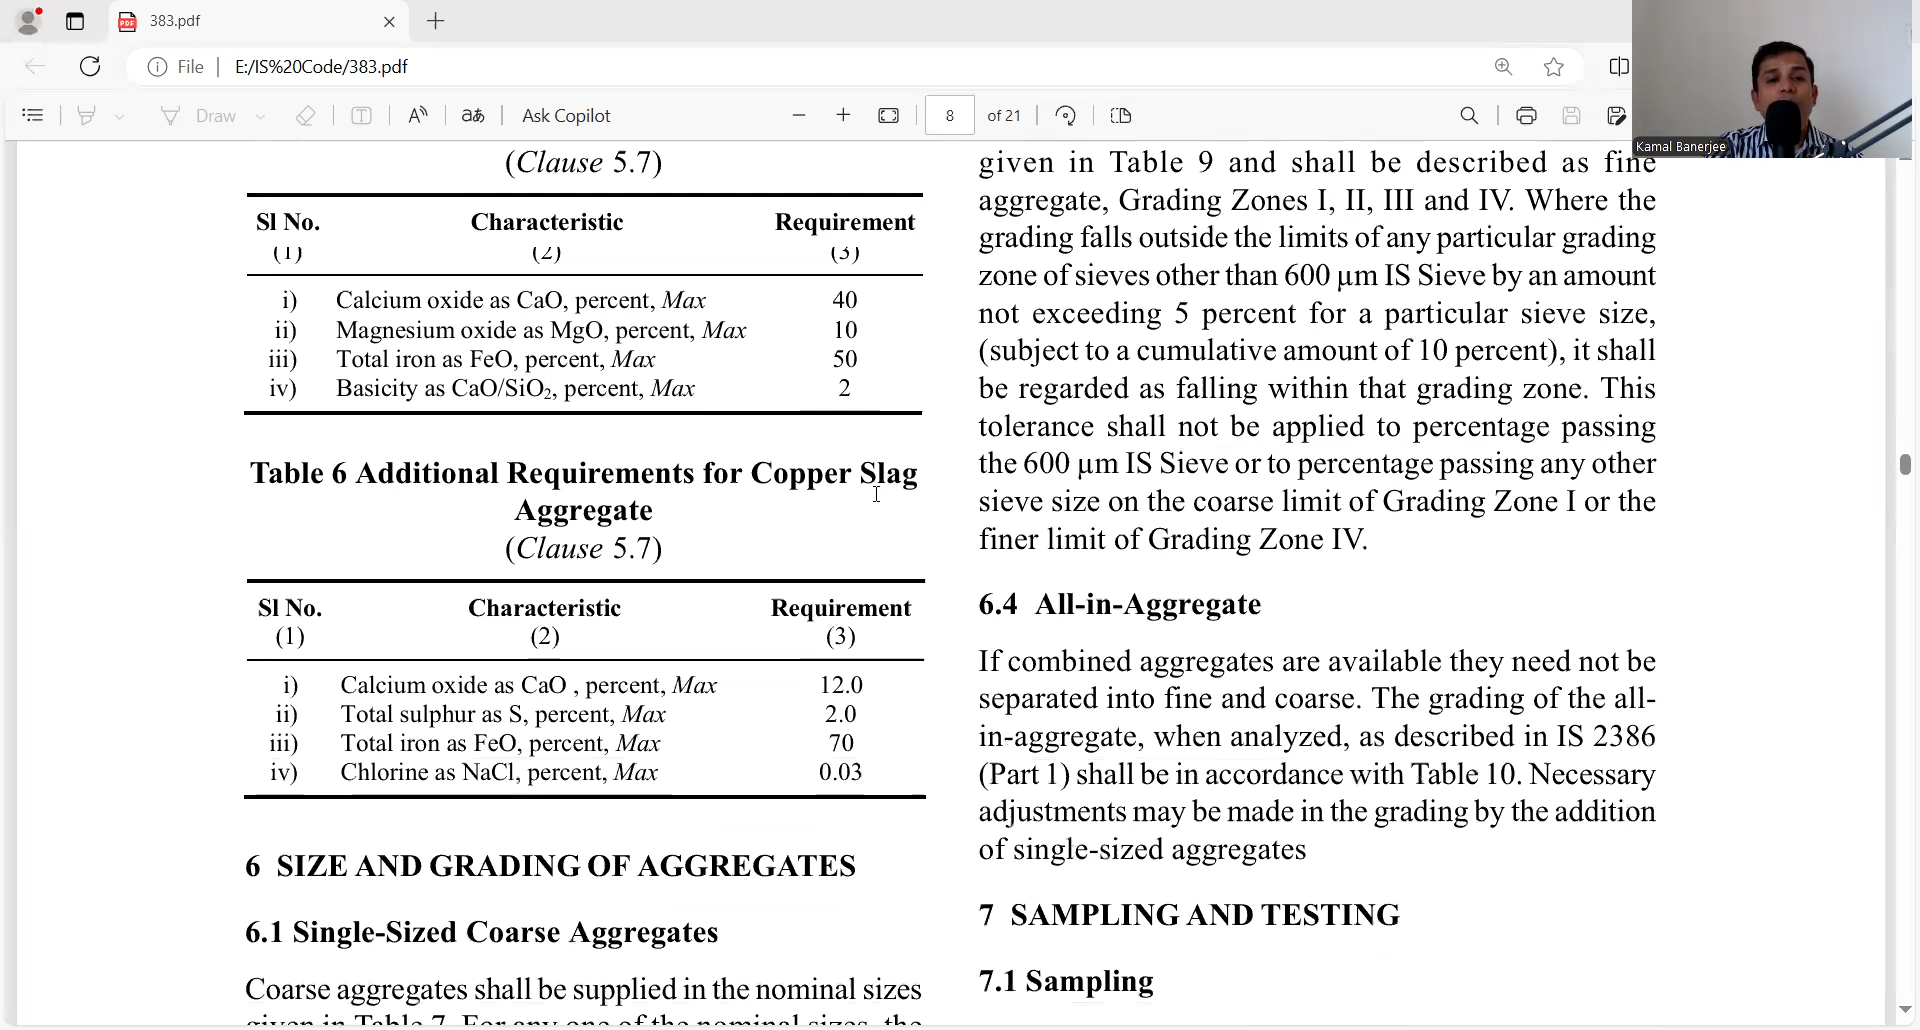 383.pdf
File
E:/IS%20Code/383.pdf
Draw
Ask Copilot
8
of 21
Kamal Banerjee
(Clause 5.7)
Sl No. Characteristic Requirement
(1) (2) (3)
i) Calcium oxide as CaO, percent, Max 40
ii) Magnesium oxide as MgO, percent, Max 10
iii) Total iron as FeO, percent, Max 50
iv) Basicity as CaO/SiO₂, percent, Max 2
Table 6 Additional Requirements for Copper Slag
Aggregate
(Clause 5.7)
Sl No. Characteristic Requirement
(1) (2) (3)
i) Calcium oxide as CaO , percent, Max 12.0
ii) Total sulphur as S, percent, Max 2.0
iii) Total iron as FeO, percent, Max 70
iv) Chlorine as NaCl, percent, Max 0.03
6 SIZE AND GRADING OF AGGREGATES
6.1 Single-Sized Coarse Aggregates
Coarse aggregates shall be supplied in the nominal sizes
given in Table 7. For any one of the nominal sizes, the
given in Table 9 and shall be described as fine
aggregate, Grading Zones I, II, III and IV. Where the
grading falls outside the limits of any particular grading
zone of sieves other than 600 µm IS Sieve by an amount
not exceeding 5 percent for a particular sieve size,
(subject to a cumulative amount of 10 percent), it shall
be regarded as falling within that grading zone. This
tolerance shall not be applied to percentage passing
the 600 µm IS Sieve or to percentage passing any other
sieve size on the coarse limit of Grading Zone I or the
finer limit of Grading Zone IV.
6.4 All-in-Aggregate
If combined aggregates are available they need not be
separated into fine and coarse. The grading of the all-
in-aggregate, when analyzed, as described in IS 2386
(Part 1) shall be in accordance with Table 10. Necessary
adjustments may be made in the grading by the addition
of single-sized aggregates
7 SAMPLING AND TESTING
7.1 Sampling